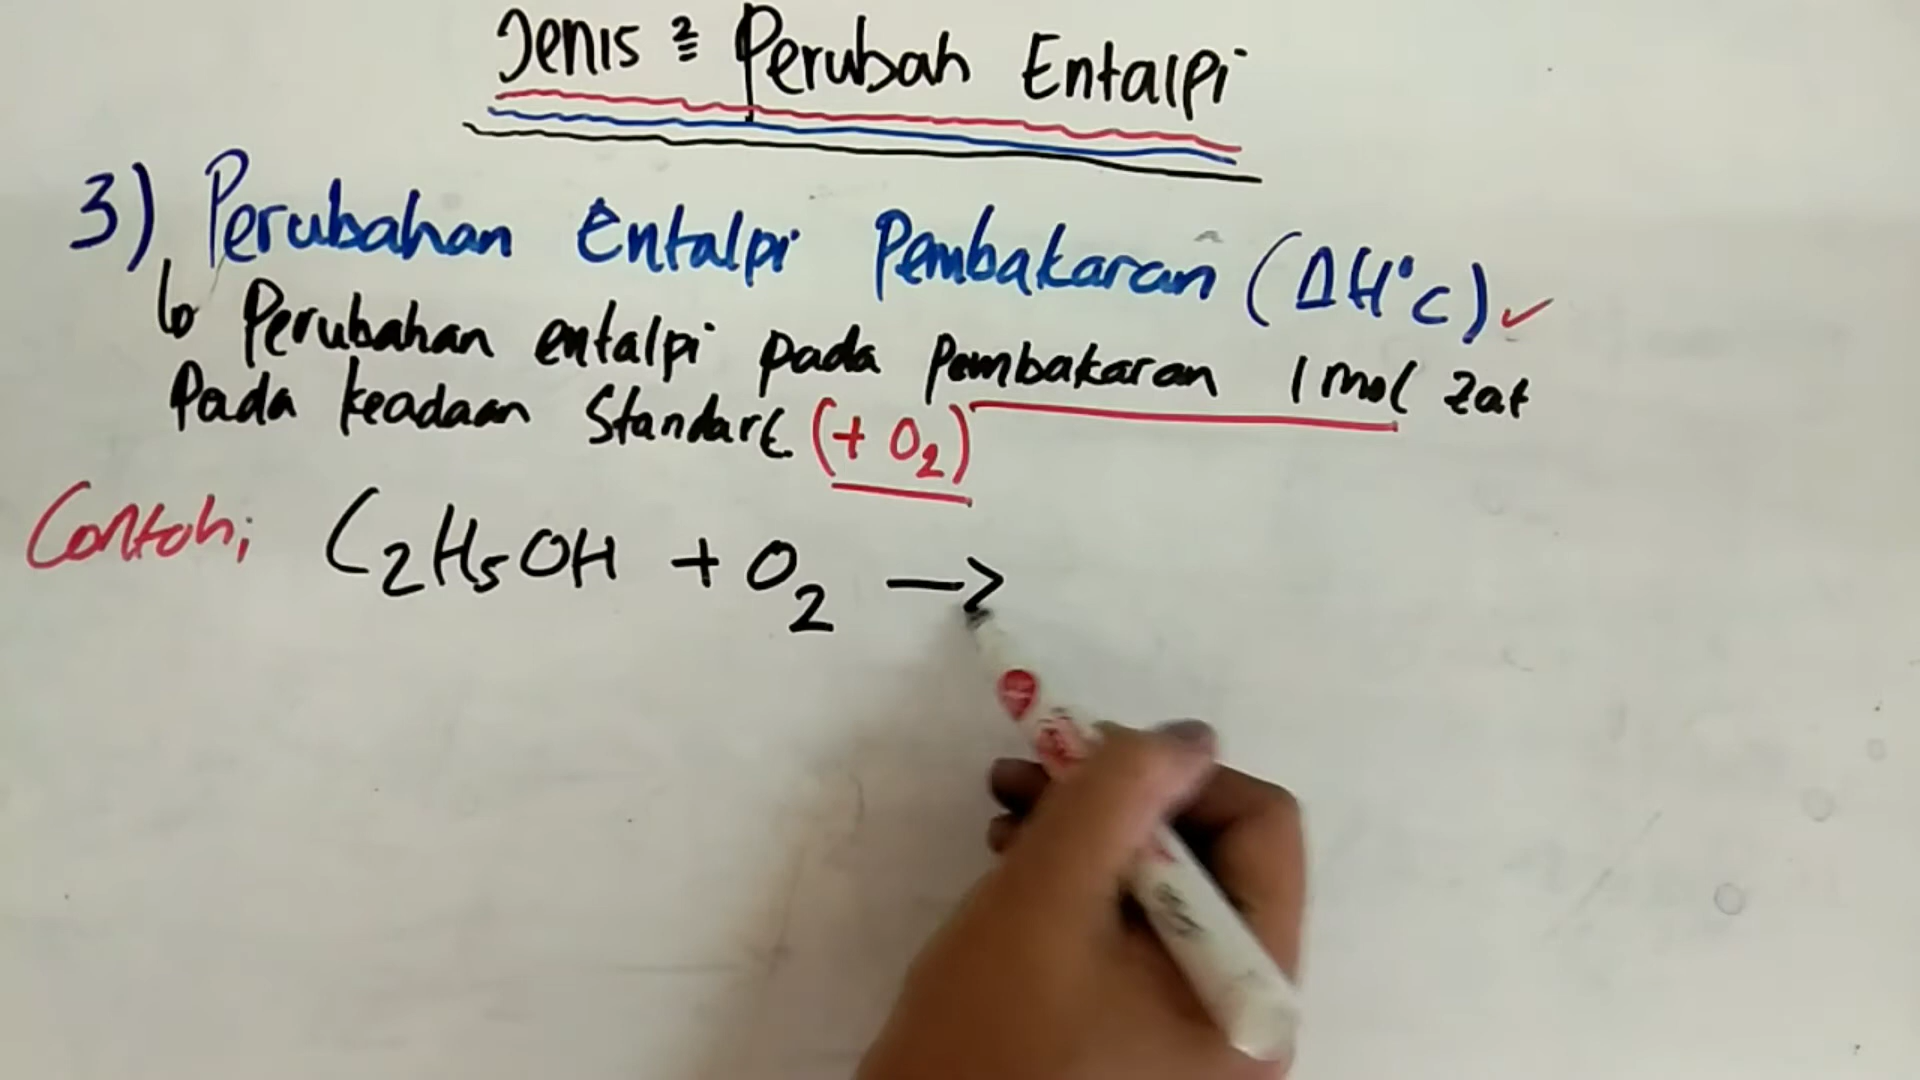 Jenis² Perubah Entalpi
3) Perubahan Entalpi Pembakaran (ΔH°c) ✓
↳ Perubahan entalpi pada pembakaran 1 mol zat
Pada keadaan Standart (+ O₂)
Contoh; C₂H₅OH + O₂ →